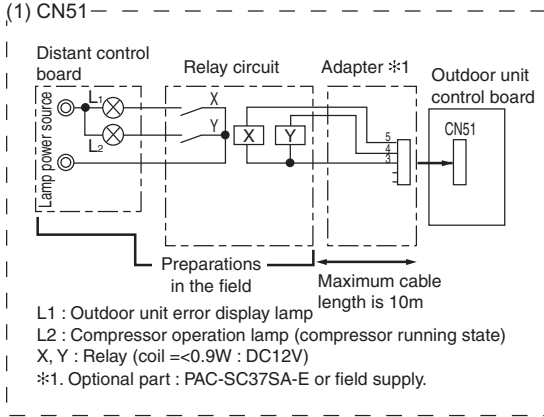 (1) CN51
Distant control
board
Relay circuit
Adapter ✻1
Outdoor unit
control board
Lamp power source
L1
L2
X
Y
X
Y
5
4
3
CN51
Preparations
in the field
Maximum cable
length is 10m
L1 : Outdoor unit error display lamp
L2 : Compressor operation lamp (compressor running state)
X, Y : Relay (coil =<0.9W : DC12V)
✻1. Optional part : PAC-SC37SA-E or field supply.